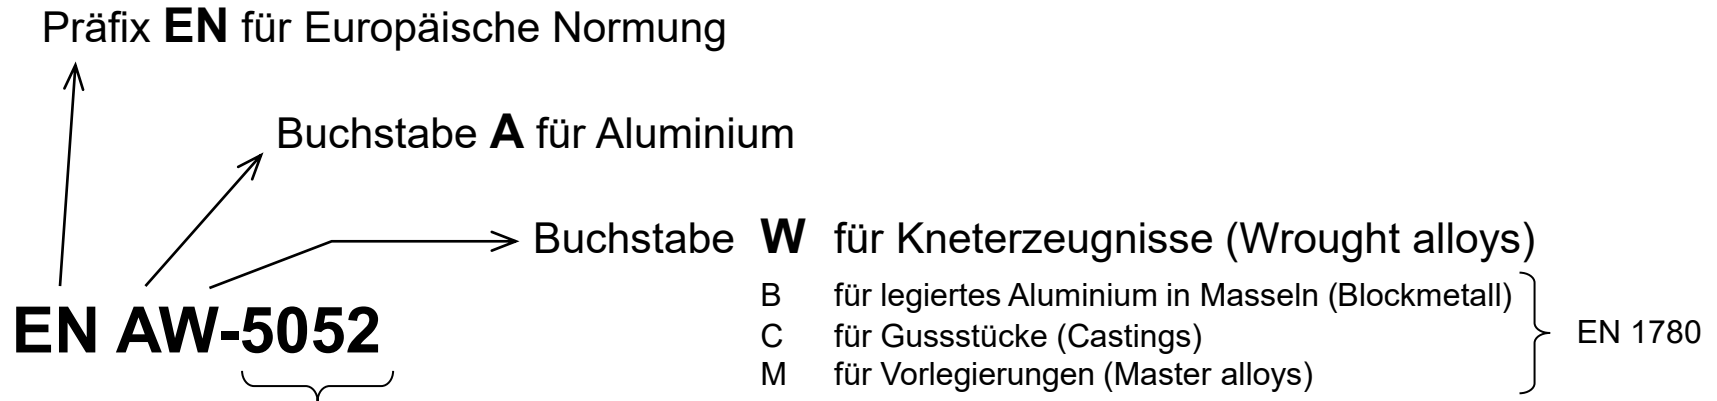 Präfix EN für Europäische Normung
Buchstabe A für Aluminium
Buchstabe W für Kneterzeugnisse (Wrought alloys)
B für legiertes Aluminium in Masseln (Blockmetall)
EN AW-5052
C für Gussstücke (Castings)
EN 1780
M für Vorlegierungen (Master alloys)